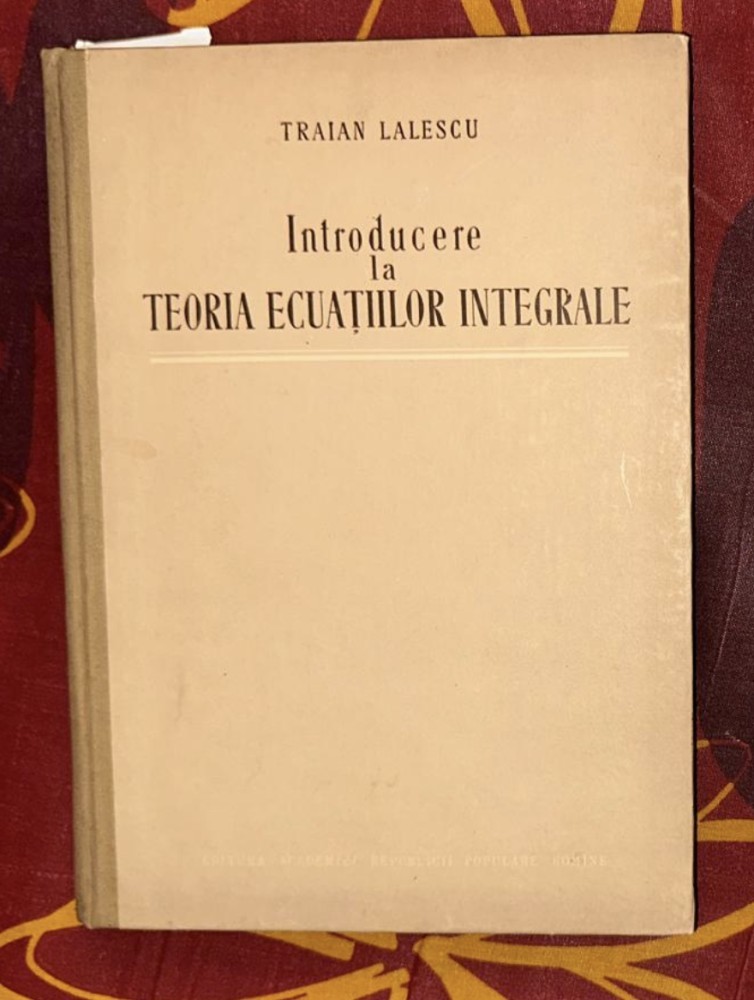 TRAIAN LALESCU
Introducere
la
TEORIA ECUAȚIILOR INTEGRALE
EDITURA ACADEMIEI REPUBLICII POPULARE ROMÎNE